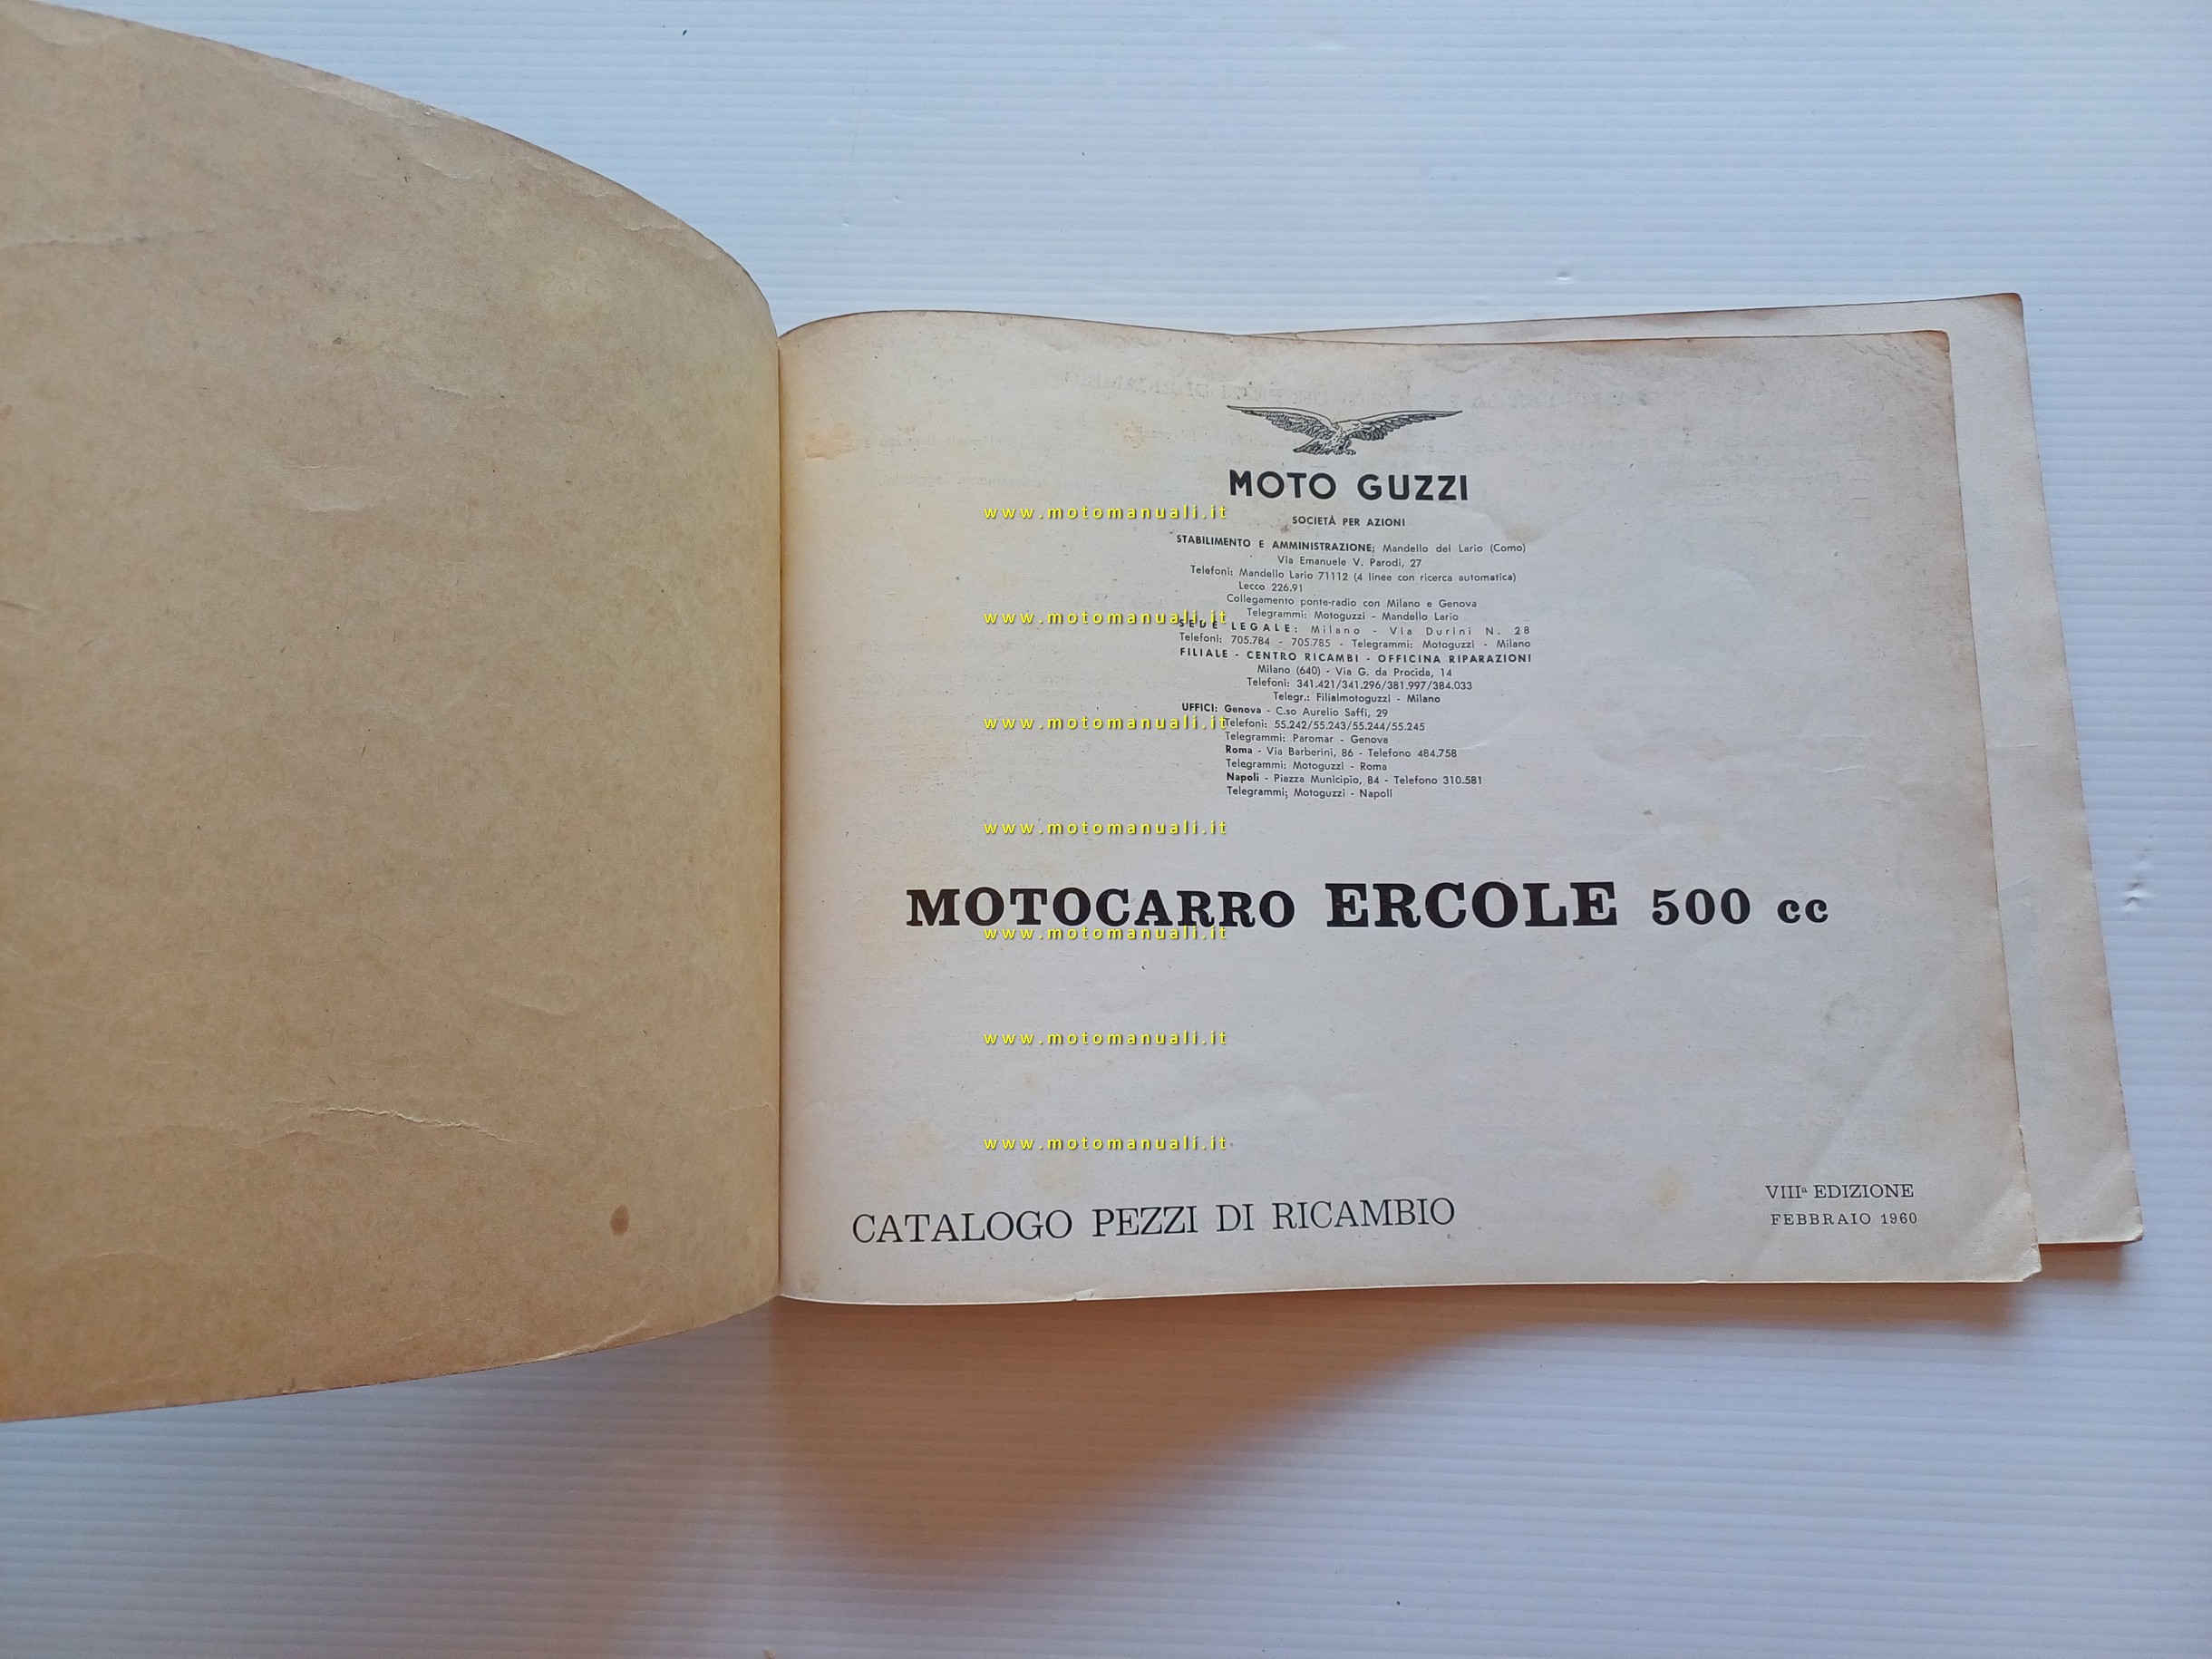 MOTO GUZZI
SOCIETÀ PER AZIONI
STABILIMENTO E AMMINISTRAZIONE: Mandello del Lario (Como)
Via Emanuele V. Parodi, 27
Telefoni: Mandello Lario 71112 (4 linee con ricerca automatica)
Lecco 226.91
Collegamento ponte-radio con Milano e Genova
Telegrammi: Motoguzzi - Mandello Lario
SEDE LEGALE: Milano - Via Durini N. 28
Telefoni: 705.784 - 705.785 - Telegrammi: Motoguzzi - Milano
FILIALE - CENTRO RICAMBI - OFFICINA RIPARAZIONI
Milano (640) - Via G. da Procida, 14
Telefoni: 341.421/341.296/381.997/384.033
Telegr.: Filialmotoguzzi - Milano
UFFICI: Genova - C.so Aurelio Saffi, 29
Telefoni: 55.242/55.243/55.244/55.245
Telegrammi: Paromar - Genova
Roma - Via Barberini, 86 - Telefono 484.758
Telegrammi: Motoguzzi - Roma
Napoli - Piazza Municipio, 84 - Telefono 310.581
Telegrammi: Motoguzzi - Napoli
MOTOCARRO ERCOLE 500 cc
CATALOGO PEZZI DI RICAMBIO
VIIIª EDIZIONE
FEBBRAIO 1960
www.motomanuali.it
www.motomanuali.it
www.motomanuali.it
www.motomanuali.it
www.motomanuali.it
www.motomanuali.it
www.motomanuali.it